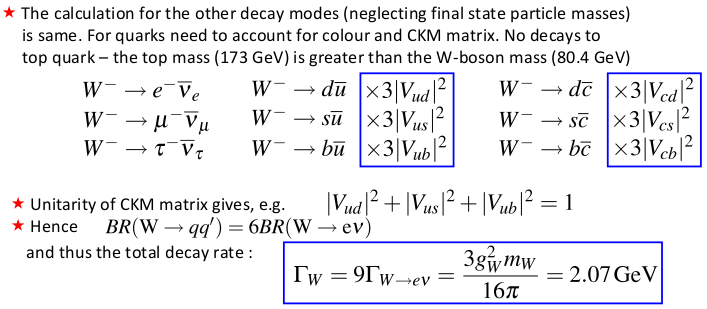 ★ The calculation for the other decay modes (neglecting final state particle masses)
is same. For quarks need to account for colour and CKM matrix. No decays to
top quark – the top mass (173 GeV) is greater than the W-boson mass (80.4 GeV)
W⁻ → e⁻ν̅ₑ W⁻ → du̅ ×3|V_ud|² W⁻ → dc̅ ×3|V_cd|²
W⁻ → μ⁻ν̅_μ W⁻ → su̅ ×3|V_us|² W⁻ → sc̅ ×3|V_cs|²
W⁻ → τ⁻ν̅_τ W⁻ → bu̅ ×3|V_ub|² W⁻ → bc̅ ×3|V_cb|²
★ Unitarity of CKM matrix gives, e.g. |V_ud|² + |V_us|² + |V_ub|² = 1
★ Hence BR(W → qq′) = 6BR(W → eν)
and thus the total decay rate :
Γ_W = 9Γ_W→eν = 3g_W² m_W / 16π = 2.07 GeV